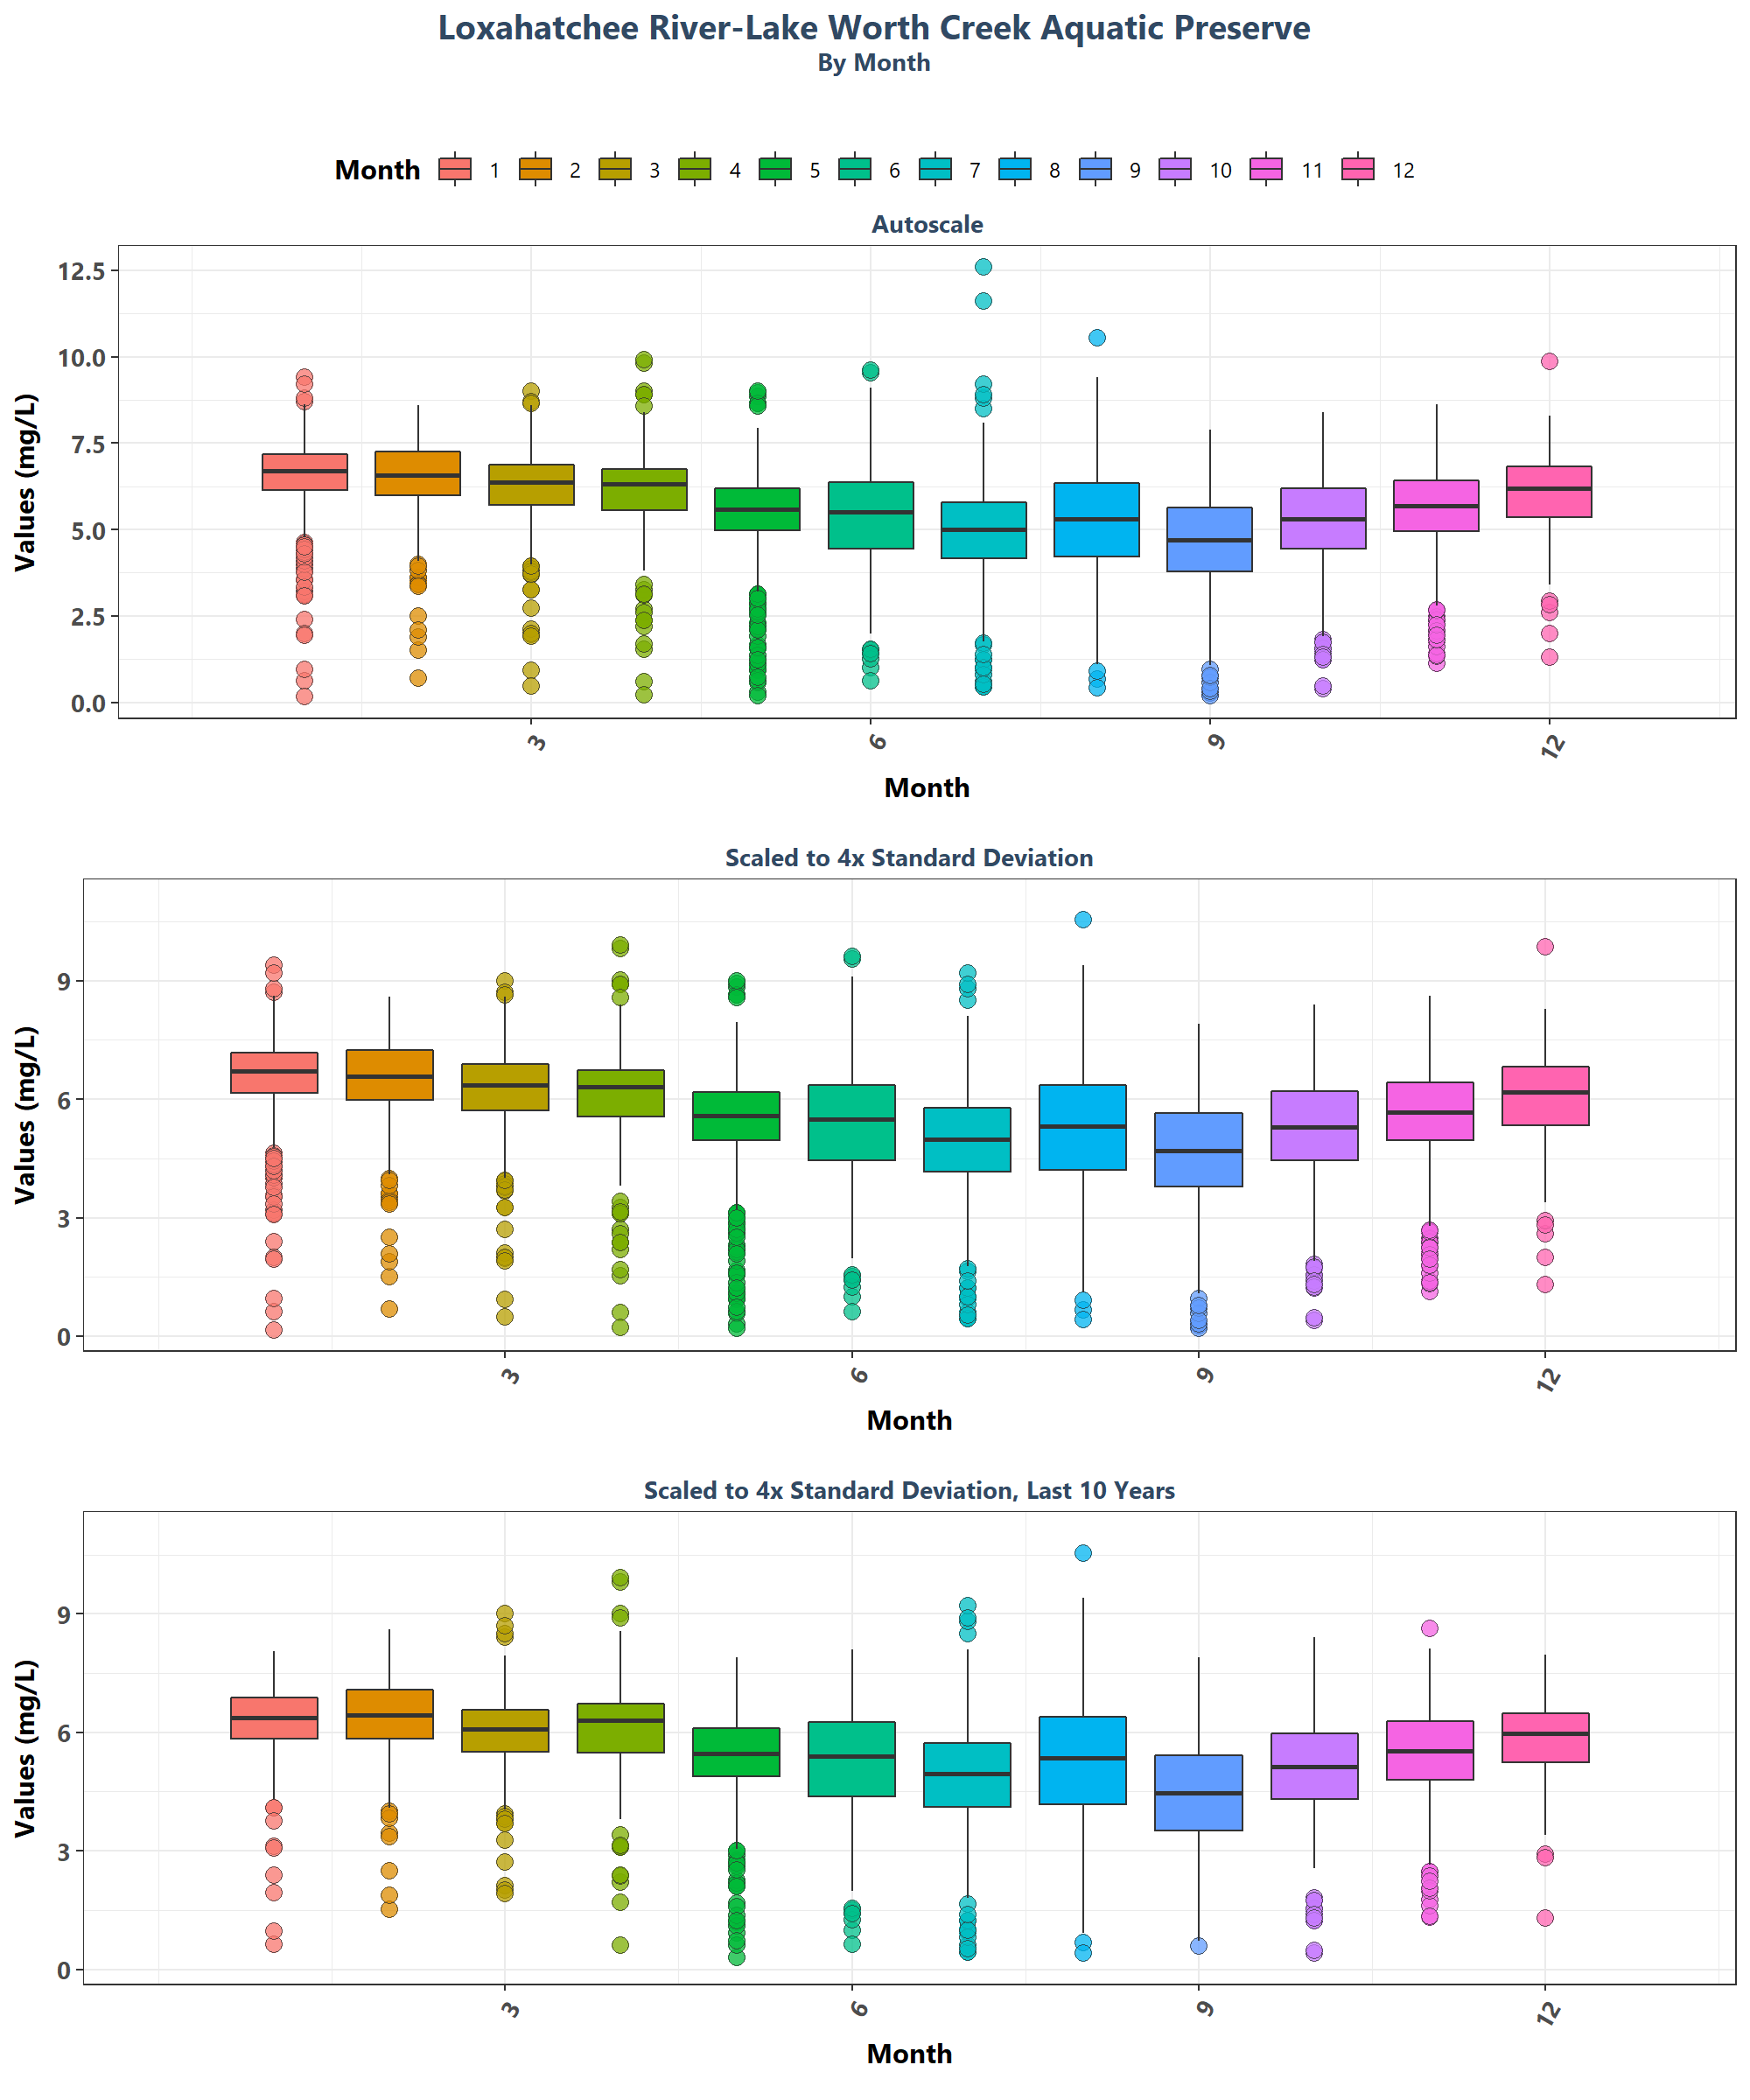 Loxahatchee River-Lake Worth Creek Aquatic Preserve
By Month
Month 1 2 3 4 5 6 7 8 9 10 11 12
Autoscale
Values (mg/L)
12.5
10.0
7.5
5.0
2.5
0.0
3 6 9 12
Month
Scaled to 4x Standard Deviation
Values (mg/L)
9
6
3
0
3 6 9 12
Month
Scaled to 4x Standard Deviation, Last 10 Years
Values (mg/L)
9
6
3
0
3 6 9 12
Month